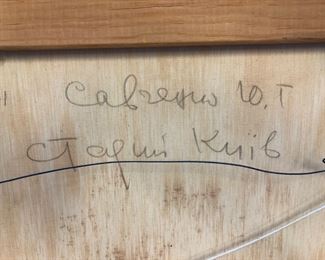 Савченко Ю.Г
Старий Київ